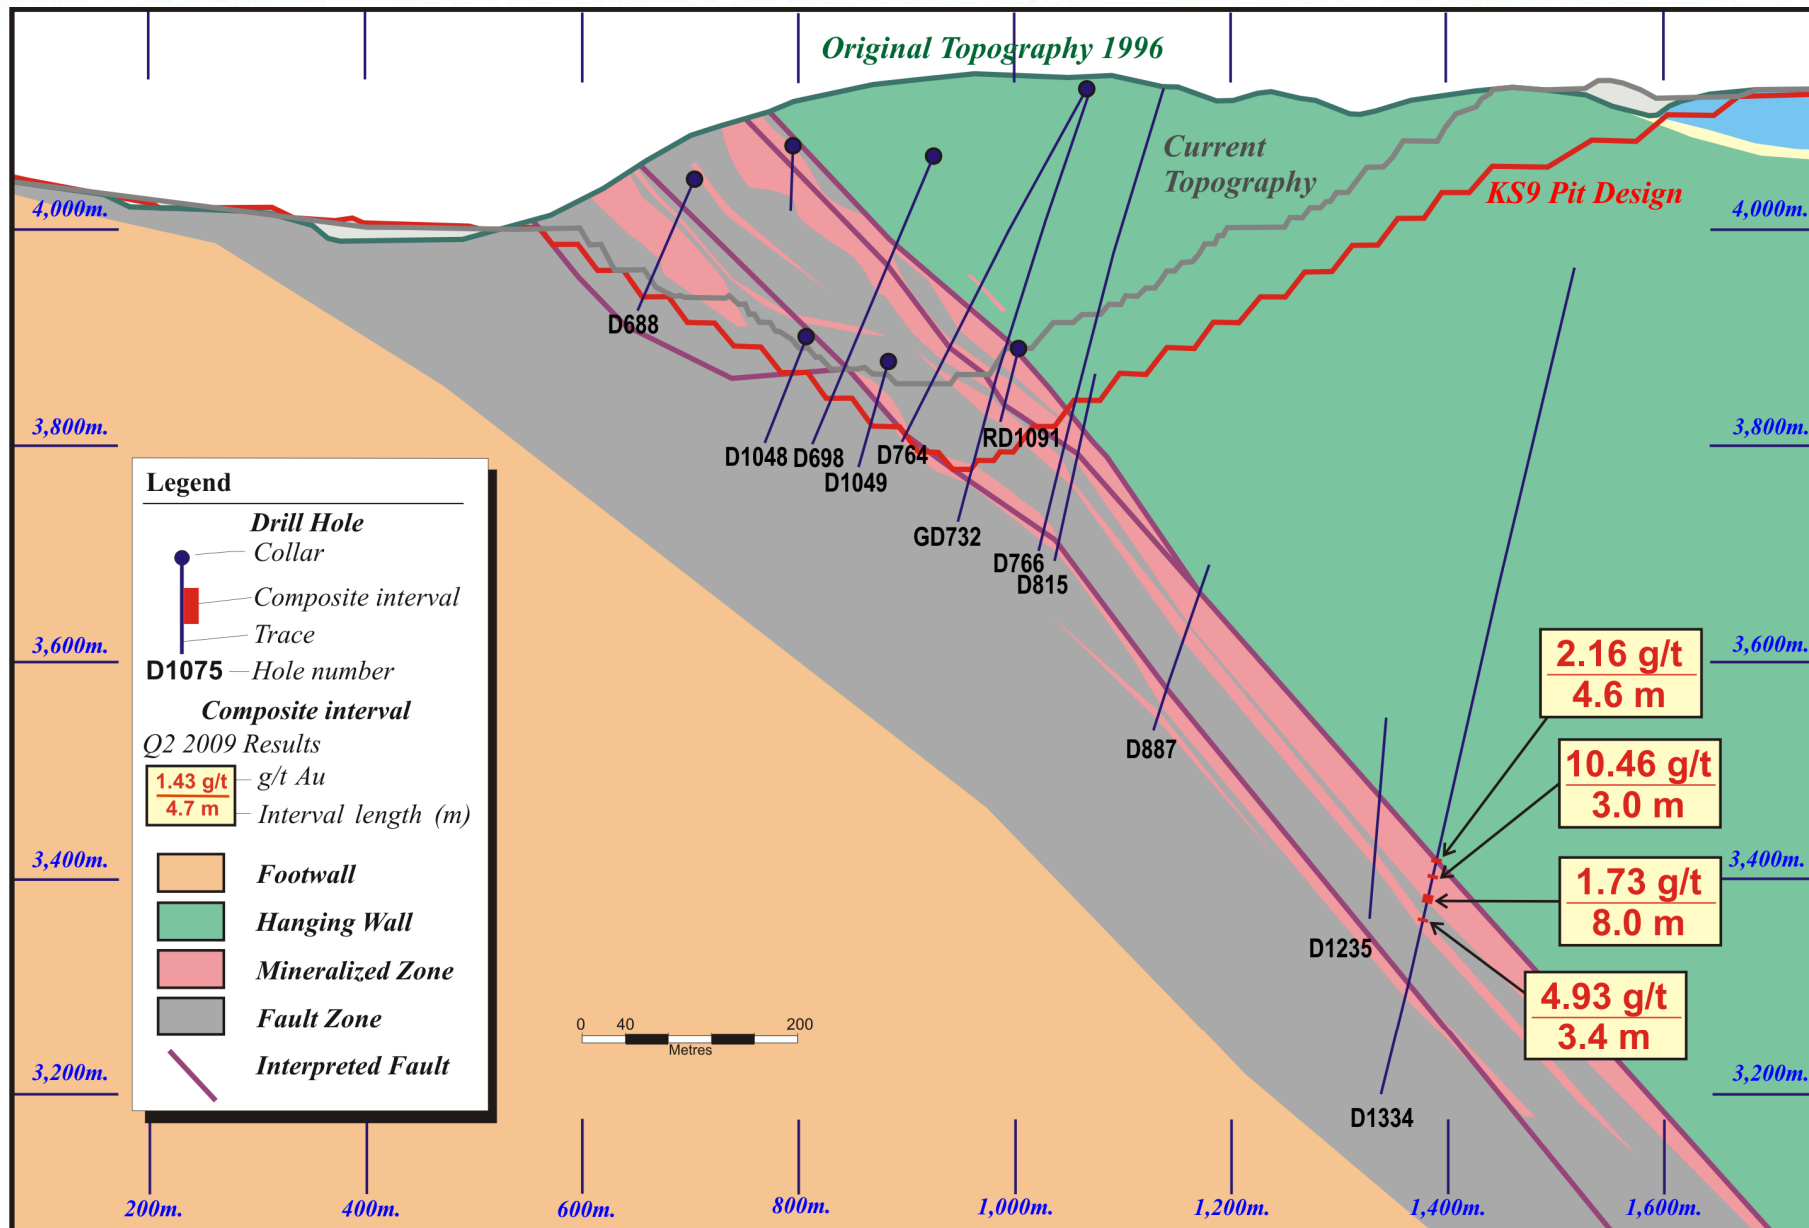 Original Topography 1996
Current
Topography
KS9 Pit Design
4,000m.
4,000m.
3,800m.
3,800m.
3,600m.
3,600m.
3,400m.
3,400m.
3,200m.
3,200m.
D688
D1048
D698
D1049
D764
RD1091
GD732
D766
D815
D887
D1235
D1334
2.16 g/t
4.6 m
10.46 g/t
3.0 m
1.73 g/t
8.0 m
4.93 g/t
3.4 m
Legend
Drill Hole
Collar
Composite interval
Trace
D1075
Hole number
Composite interval
Q2 2009 Results
1.43 g/t
4.7 m
g/t Au
Interval length (m)
Footwall
Hanging Wall
Mineralized Zone
Fault Zone
Interpreted Fault
0 40 200
Metres
200m.
400m.
600m.
800m.
1,000m.
1,200m.
1,400m.
1,600m.